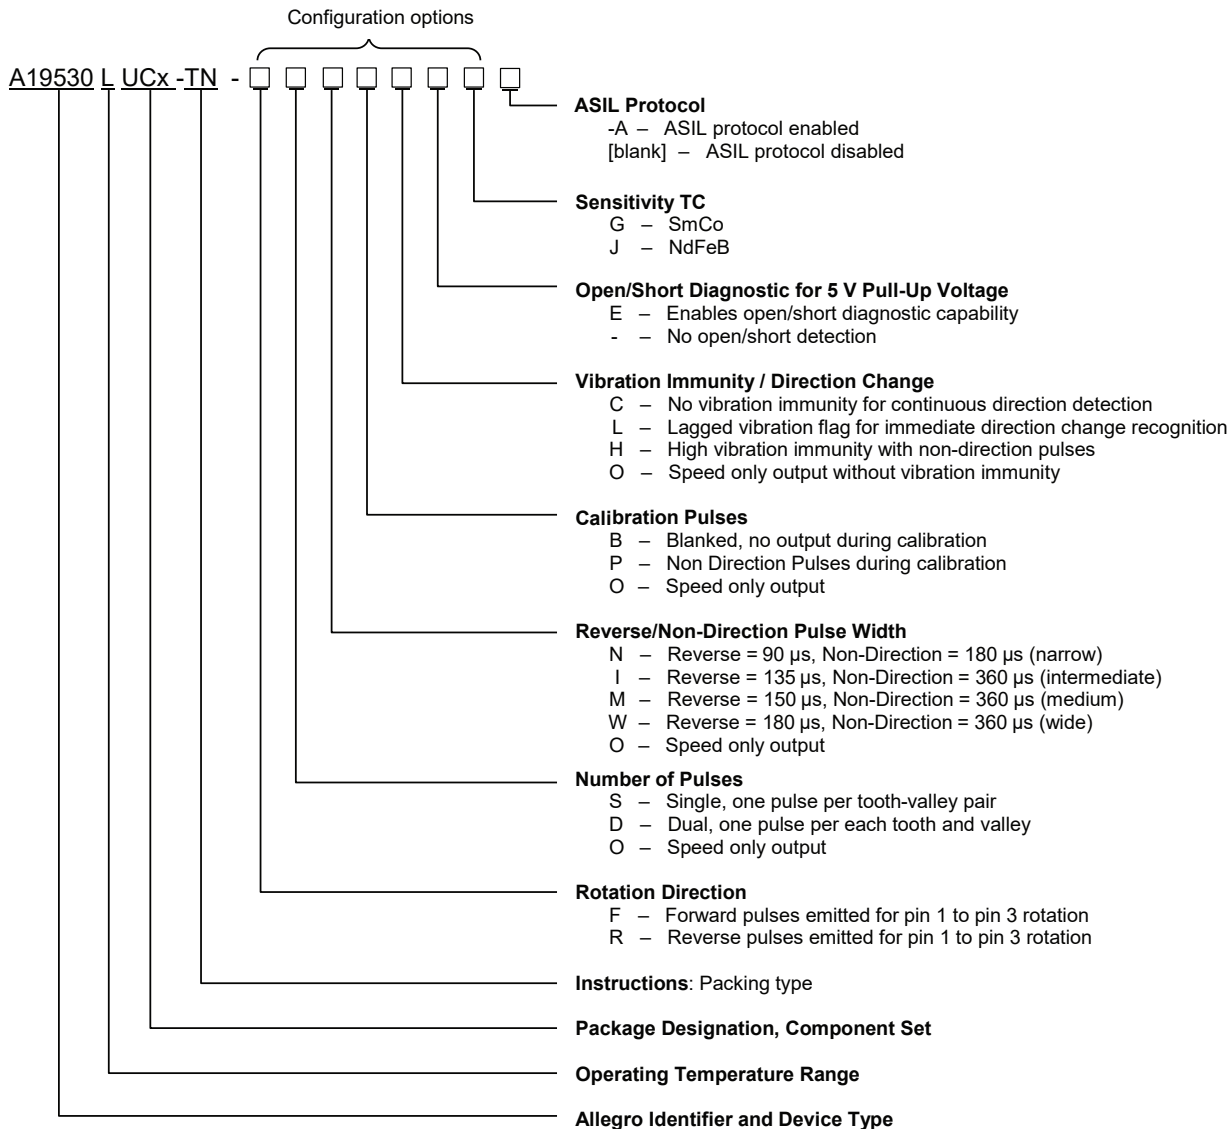 Configuration options
A19530 L UCx -TN - □ □ □ □ □ □ □ □
ASIL Protocol
-A – ASIL protocol enabled
[blank] – ASIL protocol disabled
Sensitivity TC
G – SmCo
J – NdFeB
Open/Short Diagnostic for 5 V Pull-Up Voltage
E – Enables open/short diagnostic capability
- – No open/short detection
Vibration Immunity / Direction Change
C – No vibration immunity for continuous direction detection
L – Lagged vibration flag for immediate direction change recognition
H – High vibration immunity with non-direction pulses
O – Speed only output without vibration immunity
Calibration Pulses
B – Blanked, no output during calibration
P – Non Direction Pulses during calibration
O – Speed only output
Reverse/Non-Direction Pulse Width
N – Reverse = 90 µs, Non-Direction = 180 µs (narrow)
I – Reverse = 135 µs, Non-Direction = 360 µs (intermediate)
M – Reverse = 150 µs, Non-Direction = 360 µs (medium)
W – Reverse = 180 µs, Non-Direction = 360 µs (wide)
O – Speed only output
Number of Pulses
S – Single, one pulse per tooth-valley pair
D – Dual, one pulse per each tooth and valley
O – Speed only output
Rotation Direction
F – Forward pulses emitted for pin 1 to pin 3 rotation
R – Reverse pulses emitted for pin 1 to pin 3 rotation
Instructions: Packing type
Package Designation, Component Set
Operating Temperature Range
Allegro Identifier and Device Type